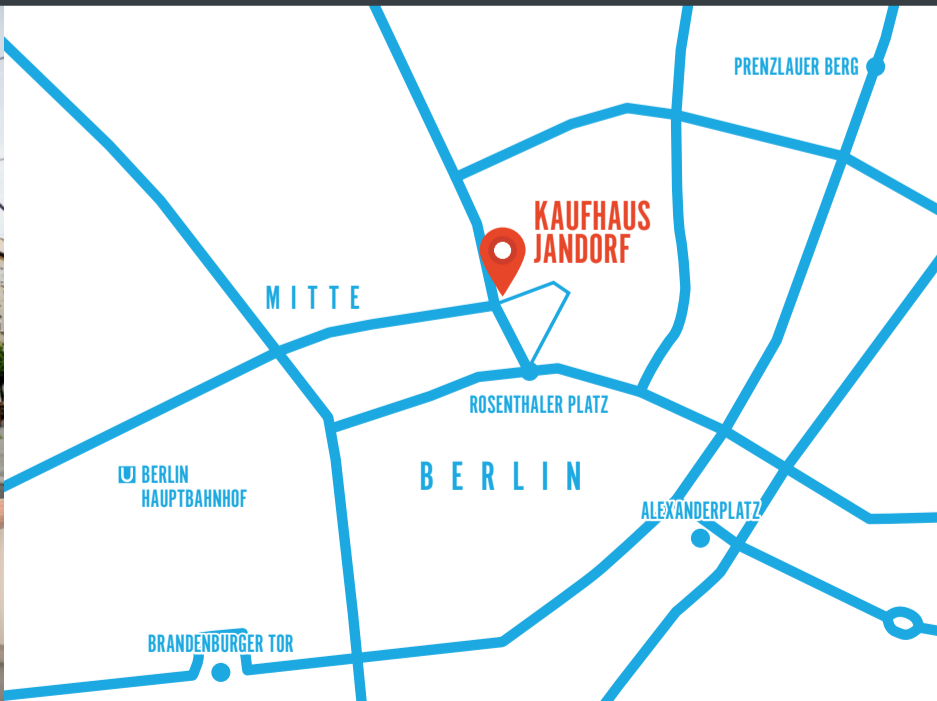 PRENZLAUER BERG
KAUFHAUS
JANDORF
MITTE
ROSENTHALER PLATZ
U BERLIN
HAUPTBAHNHOF
BERLIN
ALEXANDERPLATZ
BRANDENBURGER TOR